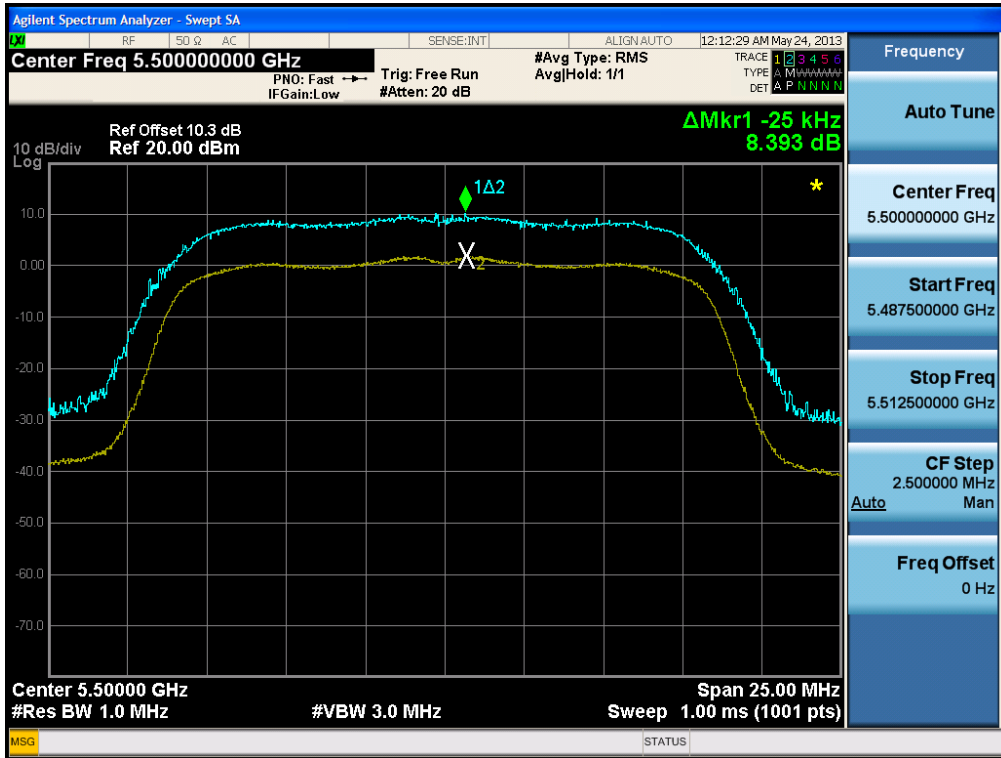 Agilent Spectrum Analyzer - Swept SA
LXI RF 50 Ω AC SENSE:INT ALIGN AUTO 12:12:29 AM May 24, 2013
Center Freq 5.500000000 GHz
PNO: Fast
IFGain:Low
Trig: Free Run
#Atten: 20 dB
#Avg Type: RMS
Avg|Hold: 1/1
TRACE 1 2 3 4 5 6
TYPE A M W W W W
DET A P N N N N
ΔMkr1 -25 kHz
8.393 dB
Ref Offset 10.3 dB
10 dB/div Ref 20.00 dBm
Log
1Δ2
*
10.0
0.00
X2
-10.0
-20.0
-30.0
-40.0
-50.0
-60.0
-70.0
Center 5.50000 GHz Span 25.00 MHz
#Res BW 1.0 MHz #VBW 3.0 MHz Sweep 1.00 ms (1001 pts)
MSG STATUS
Frequency
Auto Tune
Center Freq
5.500000000 GHz
Start Freq
5.487500000 GHz
Stop Freq
5.512500000 GHz
CF Step
2.500000 MHz
Auto Man
Freq Offset
0 Hz